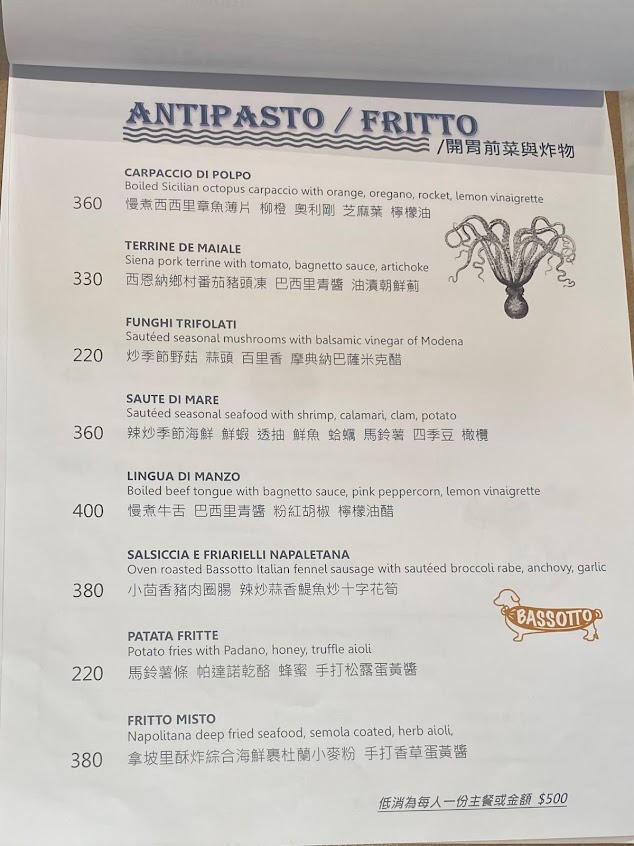 ANTIPASTO / FRITTO
/開胃前菜與炸物
CARPACCIO DI POLPO
Boiled Sicilian octopus carpaccio with orange, oregano, rocket, lemon vinaigrette
360 慢煮西西里章魚薄片 柳橙 奧利剛 芝麻葉 檸檬油
TERRINE DE MAIALE
Siena pork terrine with tomato, bagnetto sauce, artichoke
330 西恩納鄉村番茄豬頭凍 巴西里青醬 油漬朝鮮薊
FUNGHI TRIFOLATI
Sautéed seasonal mushrooms with balsamic vinegar of Modena
220 炒季節野菇 蒜頭 百里香 摩典納巴薩米克醋
SAUTE DI MARE
Sautéed seasonal seafood with shrimp, calamari, clam, potato
360 辣炒季節海鮮 鮮蝦 透抽 鮮魚 蛤蠣 馬鈴薯 四季豆 橄欖
LINGUA DI MANZO
Boiled beef tongue with bagnetto sauce, pink peppercorn, lemon vinaigrette
400 慢煮牛舌 巴西里青醬 粉紅胡椒 檸檬油醋
SALSICCIA E FRIARIELLI NAPALETANA
Oven roasted Bassotto Italian fennel sausage with sautéed broccoli rabe, anchovy, garlic
380 小茴香豬肉圈腸 辣炒蒜香鯷魚炒十字花筍
BASSOTTO
PATATA FRITTE
Potato fries with Padano, honey, truffle aioli
220 馬鈴薯條 帕達諾乾酪 蜂蜜 手打松露蛋黃醬
FRITTO MISTO
Napolitana deep fried seafood, semola coated, herb aioli,
380 拿坡里酥炸綜合海鮮裹杜蘭小麥粉 手打香草蛋黃醬
低消為每人一份主餐或金額 $500